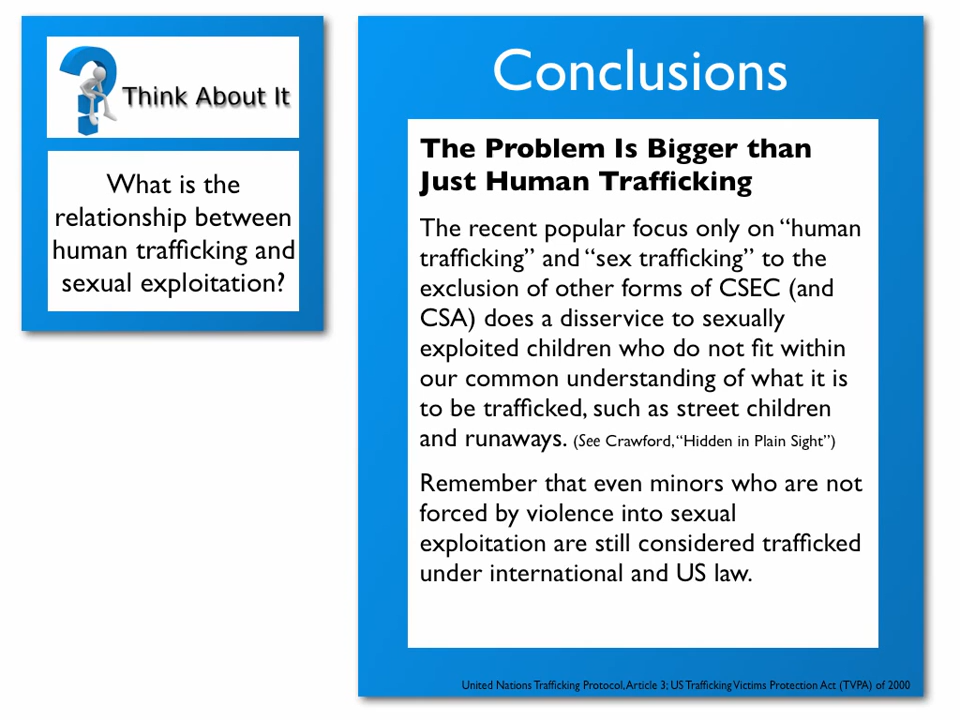 Think About It
What is the
relationship between
human trafficking and
sexual exploitation?
Conclusions
The Problem Is Bigger than
Just Human Trafficking
The recent popular focus only on “human
trafficking” and “sex trafficking” to the
exclusion of other forms of CSEC (and
CSA) does a disservice to sexually
exploited children who do not fit within
our common understanding of what it is
to be trafficked, such as street children
and runaways. (See Crawford, “Hidden in Plain Sight”)
Remember that even minors who are not
forced by violence into sexual
exploitation are still considered trafficked
under international and US law.
United Nations Trafficking Protocol, Article 3; US Trafficking Victims Protection Act (TVPA) of 2000